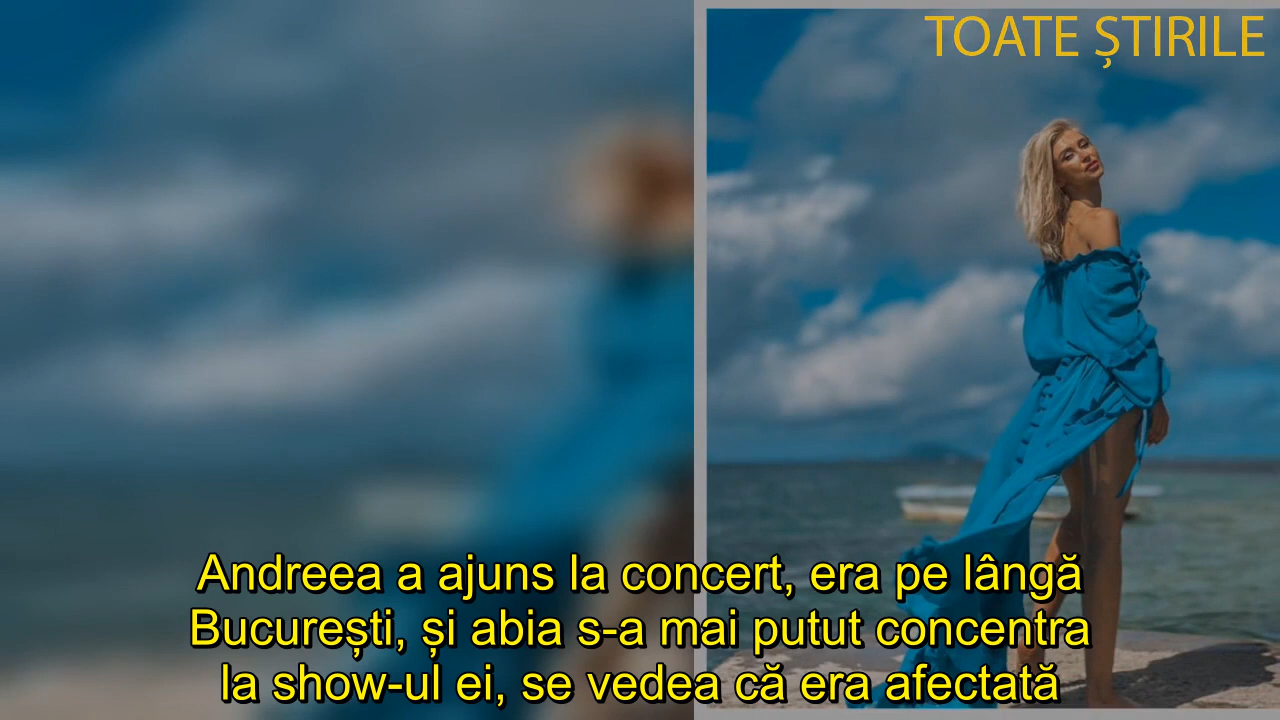 TOATE ȘTIRILE
Andreea a ajuns la concert, era pe lângă
București, și abia s-a mai putut concentra
la show-ul ei, se vedea că era afectată